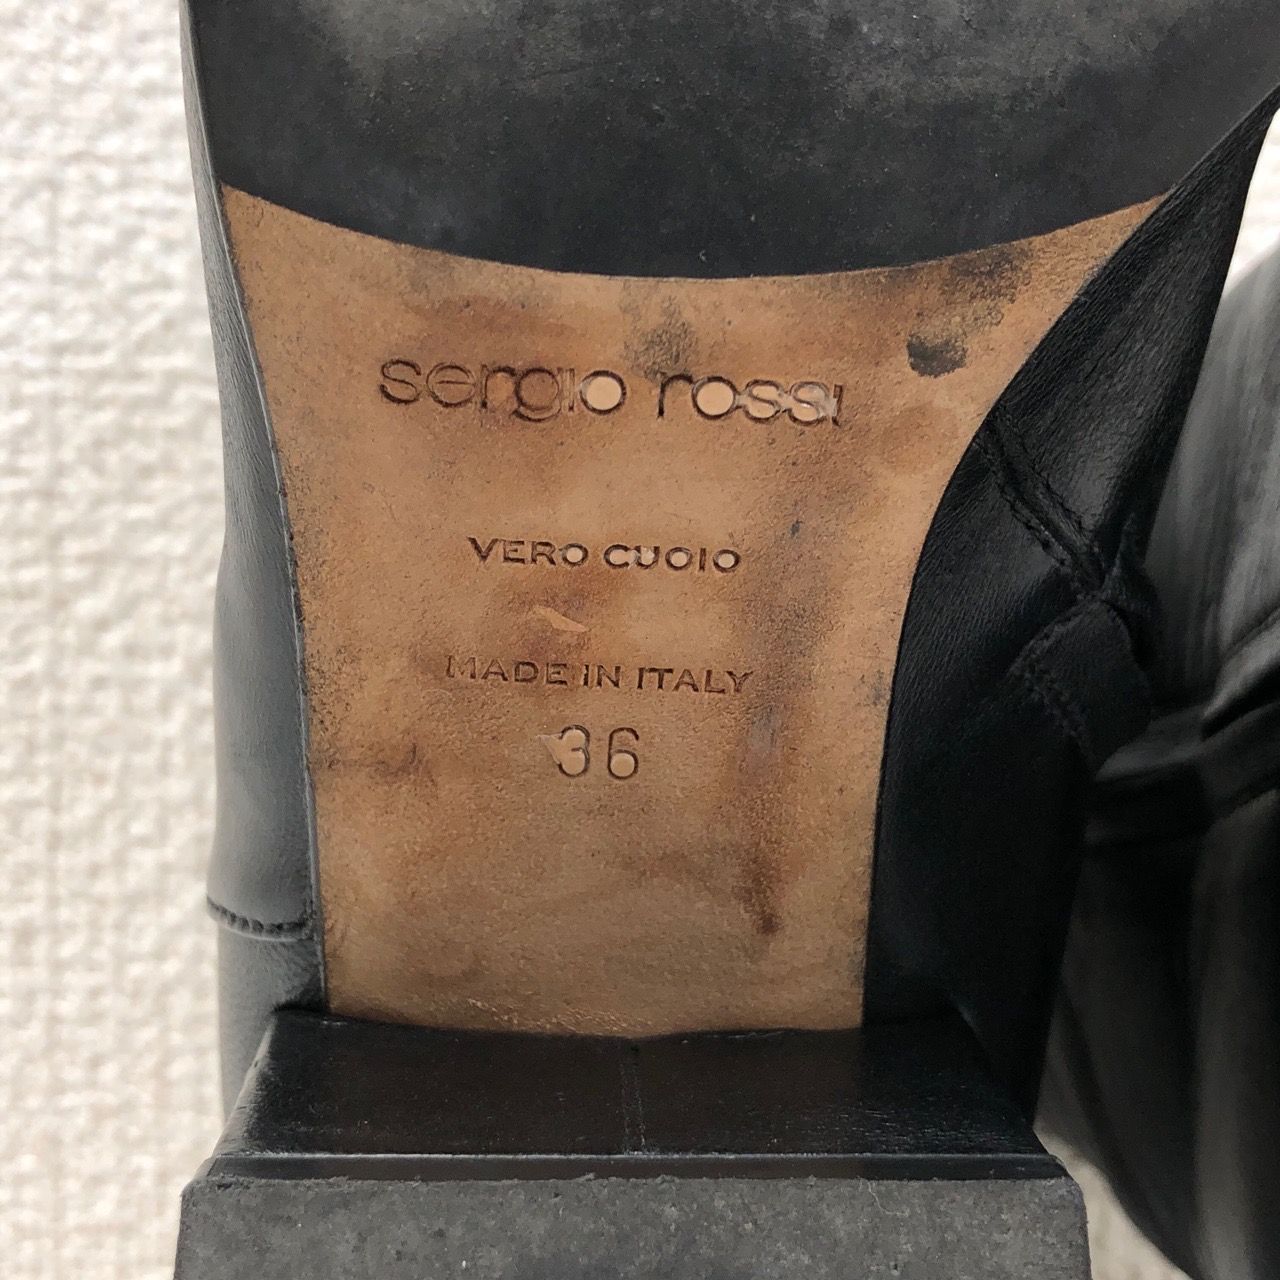 sergio rossi
VERO CUOIO
MADE IN ITALY
36